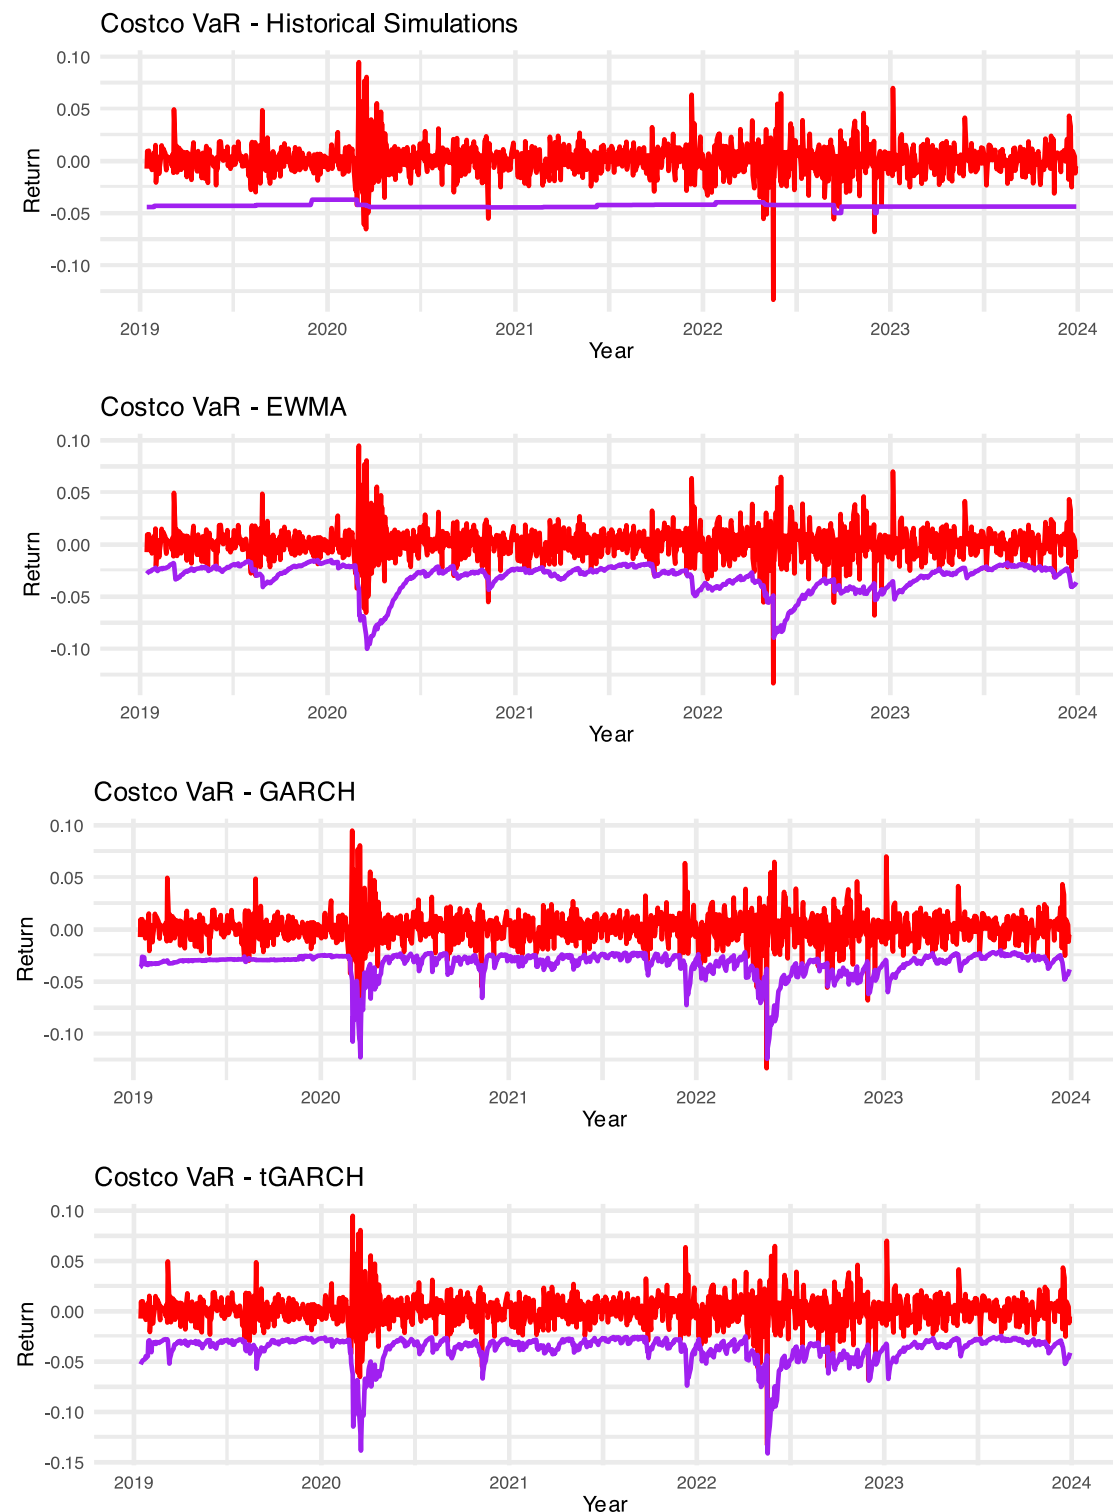 Costco VaR - Historical Simulations
0.10
0.05
0.00
-0.05
-0.10
Return
2019 2020 2021 2022 2023 2024
Year
Costco VaR - EWMA
0.10
0.05
0.00
-0.05
-0.10
Return
2019 2020 2021 2022 2023 2024
Year
Costco VaR - GARCH
0.10
0.05
0.00
-0.05
-0.10
Return
2019 2020 2021 2022 2023 2024
Year
Costco VaR - tGARCH
0.10
0.05
0.00
-0.05
-0.10
-0.15
Return
2019 2020 2021 2022 2023 2024
Year